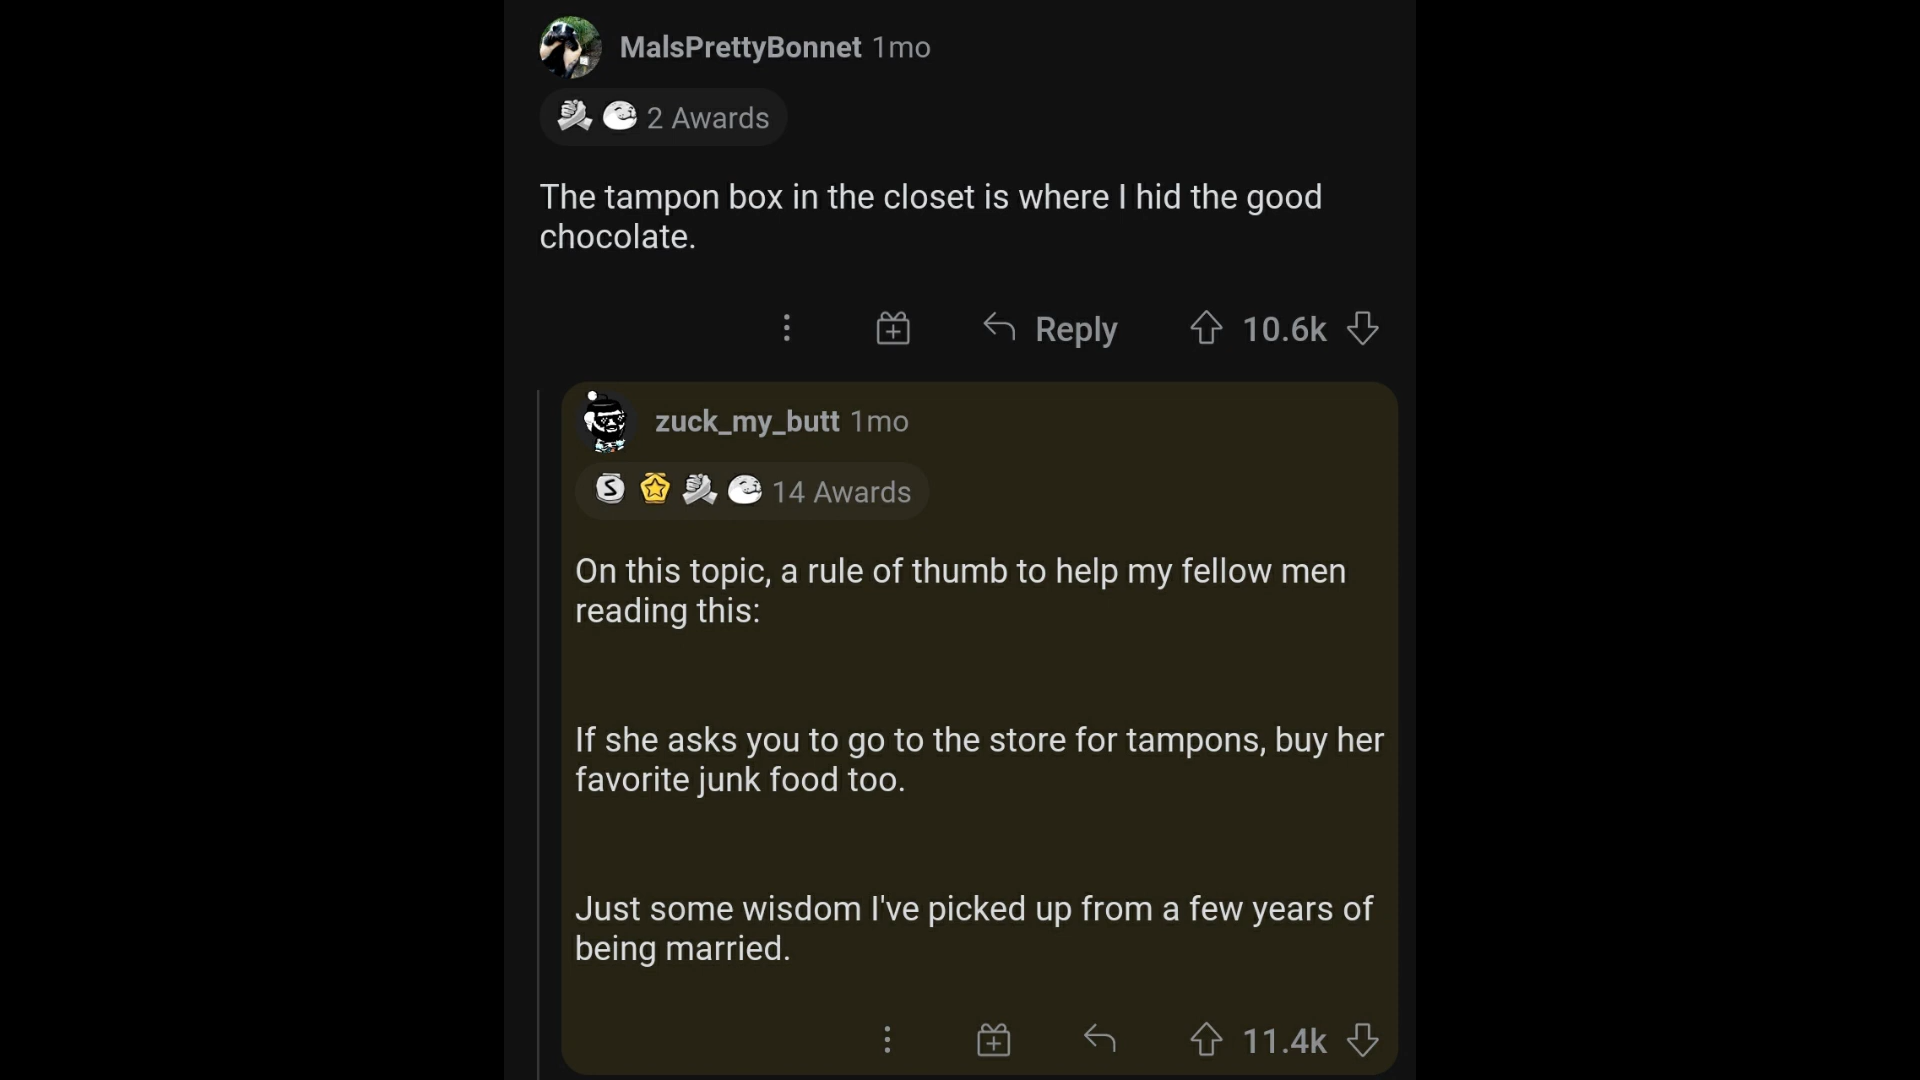 MalsPrettyBonnet 1mo
2 Awards
The tampon box in the closet is where I hid the good
chocolate.
Reply 10.6k
zuck_my_butt 1mo
S 14 Awards
On this topic, a rule of thumb to help my fellow men
reading this:
If she asks you to go to the store for tampons, buy her
favorite junk food too.
Just some wisdom I've picked up from a few years of
being married.
11.4k